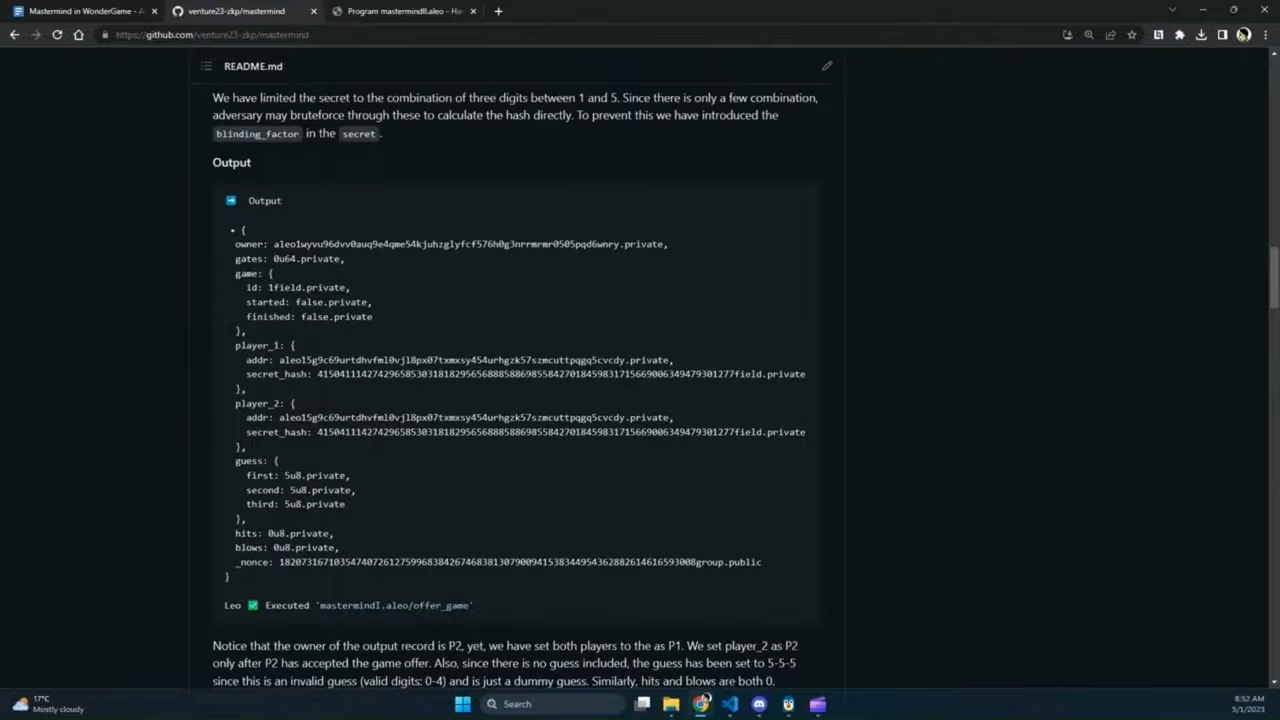 Mastermind in WonderGame - A
venture23-zkp/mastermind
Program mastermindII.aleo - Ha
https://github.com/venture23-zkp/mastermind
README.md
We have limited the secret to the combination of three digits between 1 and 5. Since there is only a few combination,
adversary may bruteforce through these to calculate the hash directly. To prevent this we have introduced the
blinding_factor in the secret.
Output
➡ Output
• {
owner: aleo1wyvu96dvv0auq9e4qme54kjuhzglyfcf576h0g3nrrmrmr0505pqd6wnry.private,
gates: 0u64.private,
game: {
id: 1field.private,
started: false.private,
finished: false.private
},
player_1: {
addr: aleo15g9c69urtdhvfml0vjl8px07txmxsy454urhgzk57szmcuttpqgq5cvcdy.private,
secret_hash: 4150411142742965853031818295656888588698558427018459831715669006349479301277field.private
},
player_2: {
addr: aleo15g9c69urtdhvfml0vjl8px07txmxsy454urhgzk57szmcuttpqgq5cvcdy.private,
secret_hash: 4150411142742965853031818295656888588698558427018459831715669006349479301277field.private
},
guess: {
first: 5u8.private,
second: 5u8.private,
third: 5u8.private
},
hits: 0u8.private,
blows: 0u8.private,
_nonce: 1820731671035474072612759968384267468381307900941538344954362882614616593008group.public
}
Leo ✅ Executed 'mastermindI.aleo/offer_game'
Notice that the owner of the output record is P2, yet, we have set both players to the as P1. We set player_2 as P2
only after P2 has accepted the game offer. Also, since there is no guess included, the guess has been set to 5-5-5
since this is an invalid guess (valid digits: 0-4) and is just a dummy guess. Similarly, hits and blows are both 0.
17°C
Mostly cloudy
Search
8:52 AM
5/1/2023